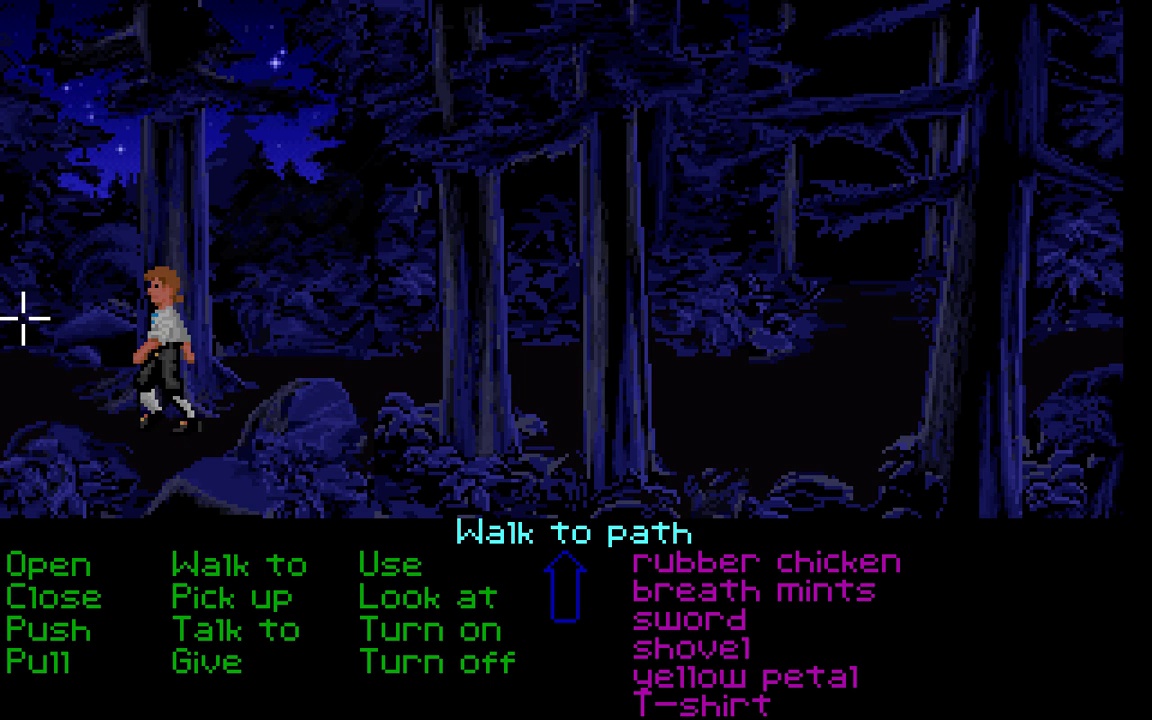 Walk to path
Open Walk to Use
Close Pick up Look at
Push Talk to Turn on
Pull Give Turn off
rubber chicken
breath mints
sword
shovel
yellow petal
T-shirt